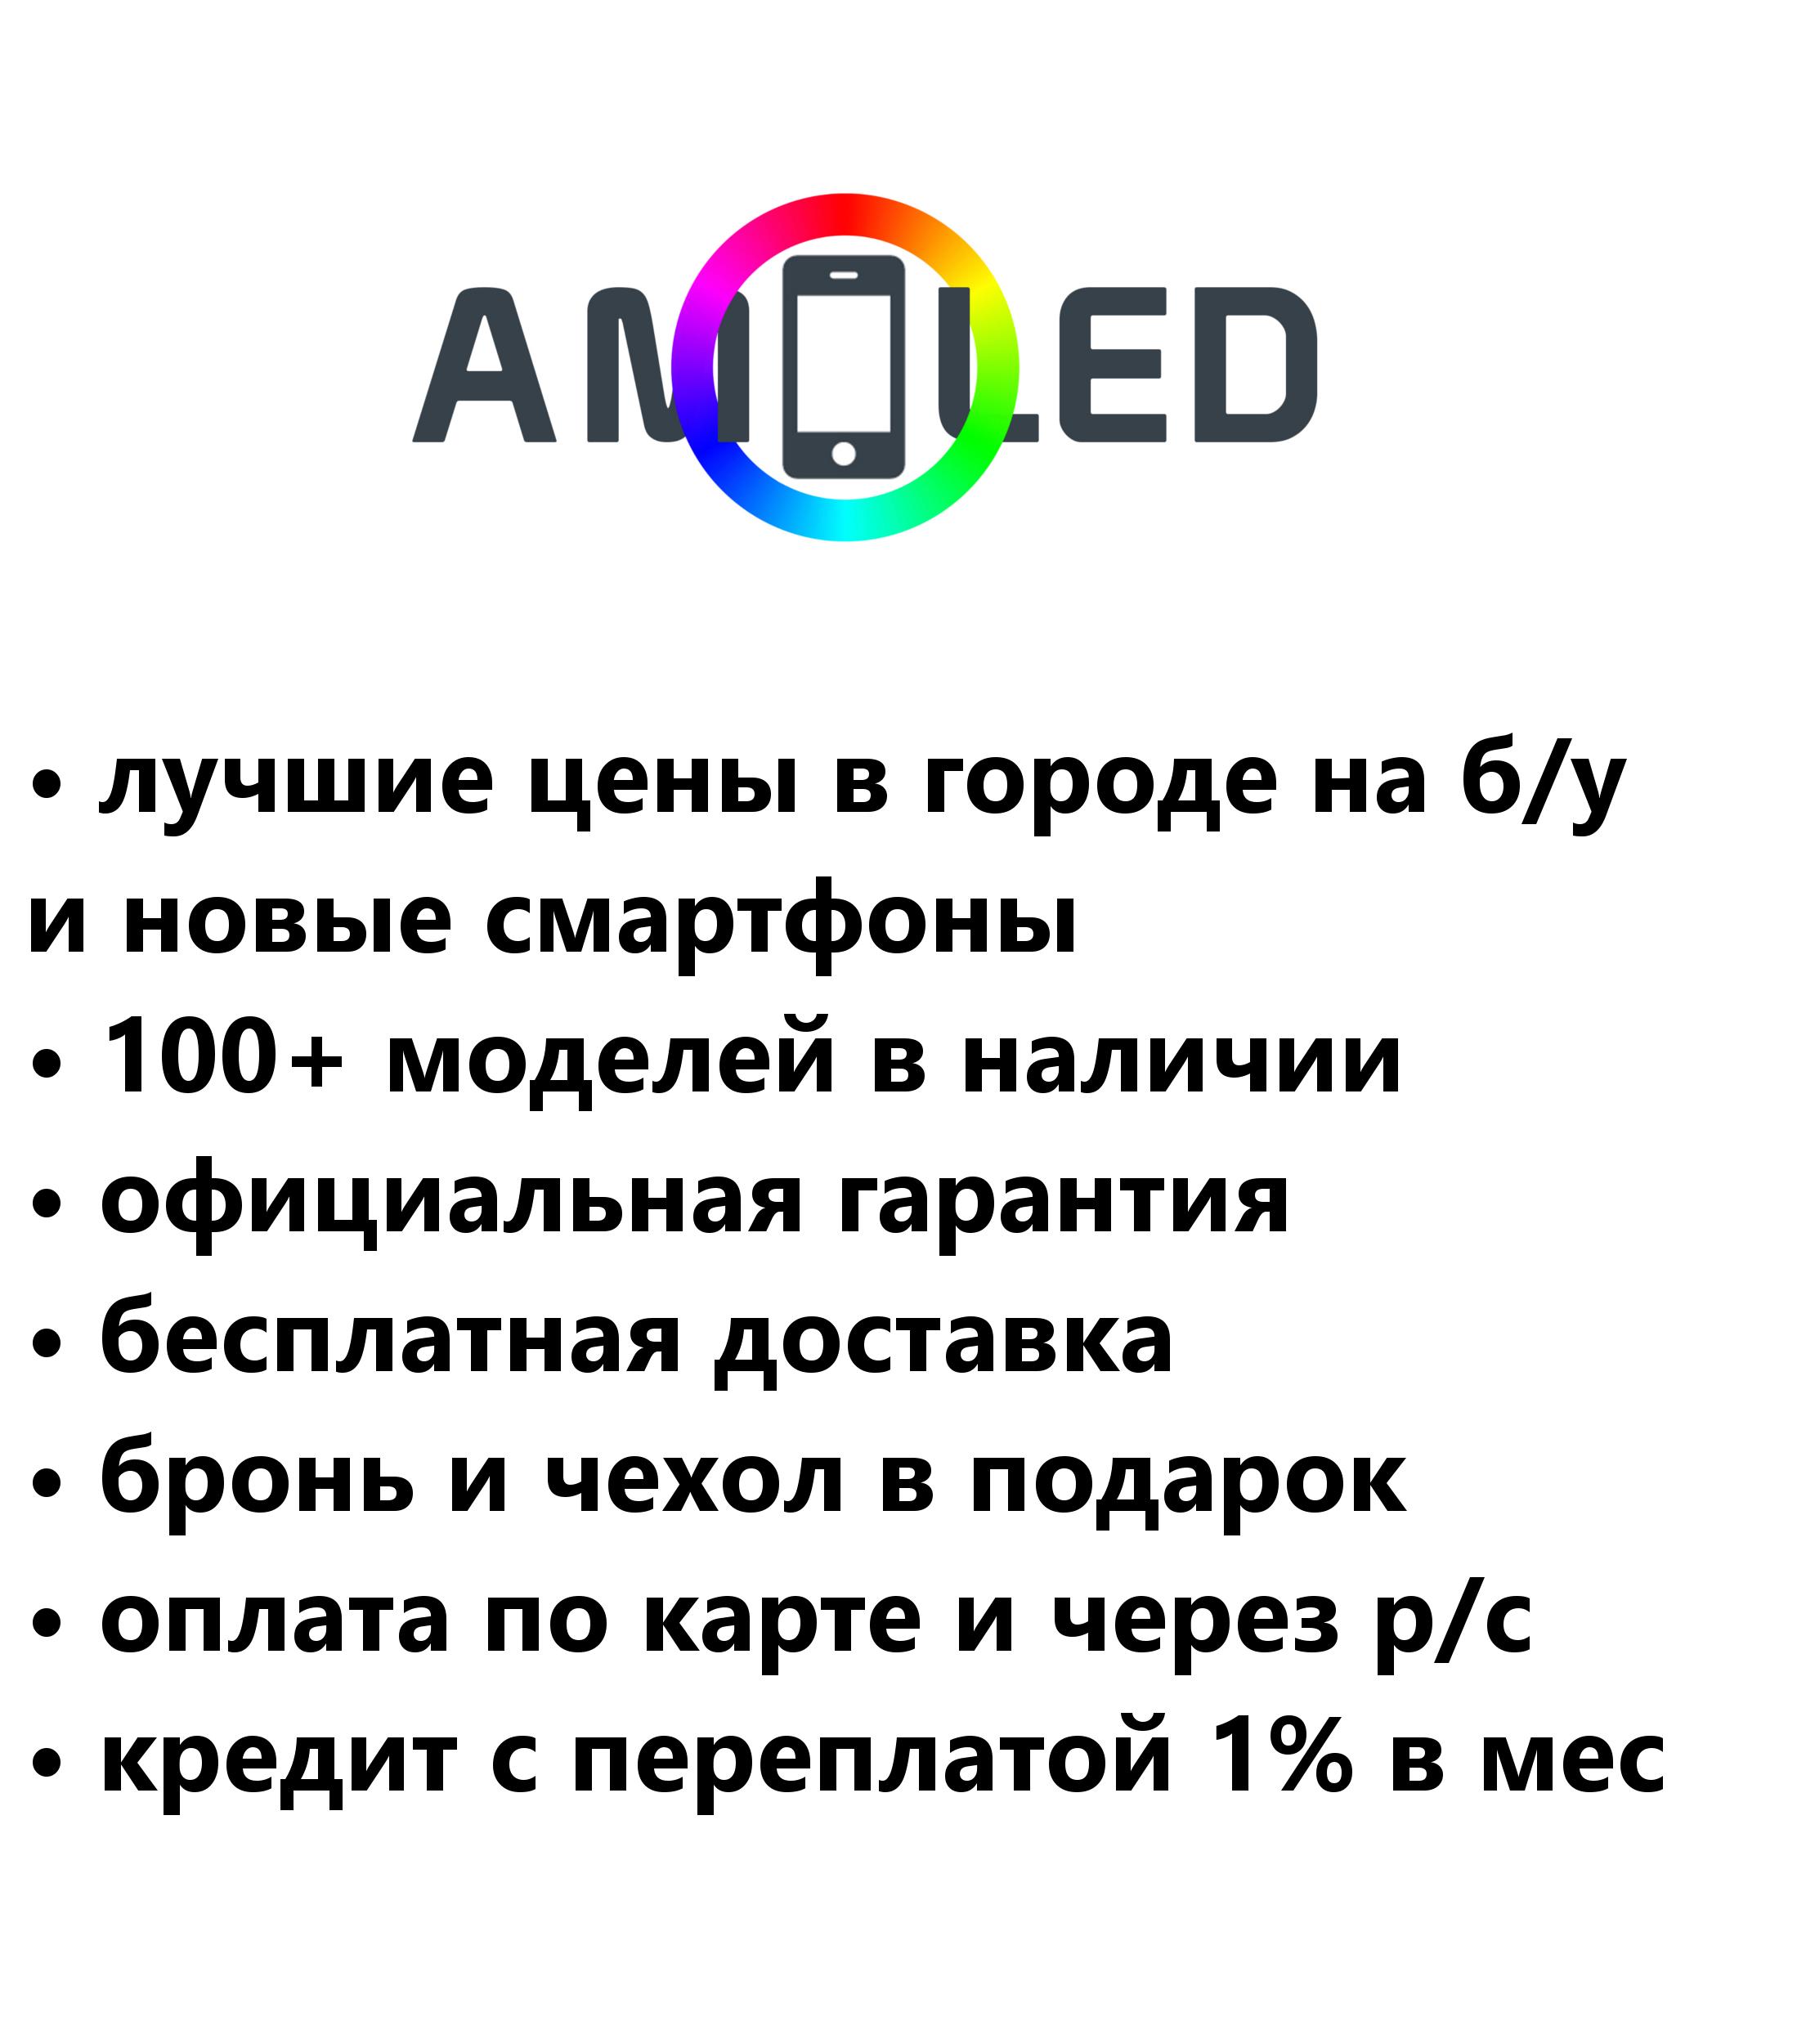 AMOLED
• лучшие цены в городе на б/у
и новые смартфоны
• 100+ моделей в наличии
• официальная гарантия
• бесплатная доставка
• бронь и чехол в подарок
• оплата по карте и через р/с
• кредит с переплатой 1% в мес